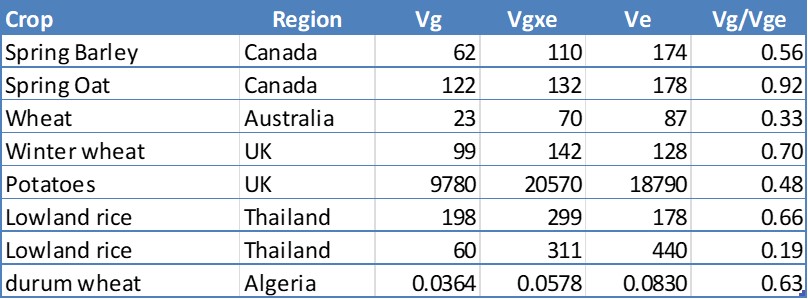 Crop Region Vg Vgxe Ve Vg/Vge
Spring Barley Canada 62 110 174 0.56
Spring Oat Canada 122 132 178 0.92
Wheat Australia 23 70 87 0.33
Winter wheat UK 99 142 128 0.70
Potatoes UK 9780 20570 18790 0.48
Lowland rice Thailand 198 299 178 0.66
Lowland rice Thailand 60 311 440 0.19
durum wheat Algeria 0.0364 0.0578 0.0830 0.63